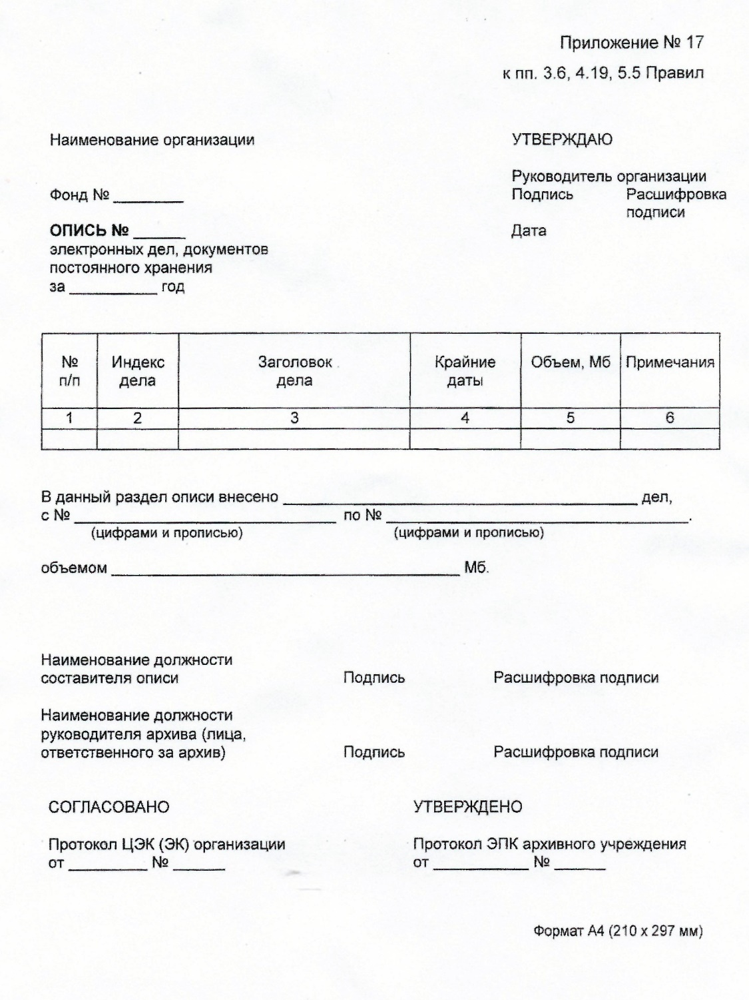 Приложение № 17
к пп. 3.6, 4.19, 5.5 Правил
Наименование организации
УТВЕРЖДАЮ
Руководитель организации
Фонд № ________
Подпись Расшифровка
подписи
ОПИСЬ № ______
Дата
электронных дел, документов
постоянного хранения
за __________ год
№ Индекс Заголовок Крайние Объем, Мб Примечания
п/п дела дела даты
1 2 3 4 5 6
В данный раздел описи внесено ________________________________________ дел,
с № ______________________________ по № ___________________________________.
(цифрами и прописью) (цифрами и прописью)
объемом ________________________________________ Мб.
Наименование должности
составителя описи Подпись Расшифровка подписи
Наименование должности
руководителя архива (лица,
ответственного за архив) Подпись Расшифровка подписи
СОГЛАСОВАНО УТВЕРЖДЕНО
Протокол ЦЭК (ЭК) организации Протокол ЭПК архивного учреждения
от _________ № ______ от ___________ № ______
Формат А4 (210 х 297 мм)